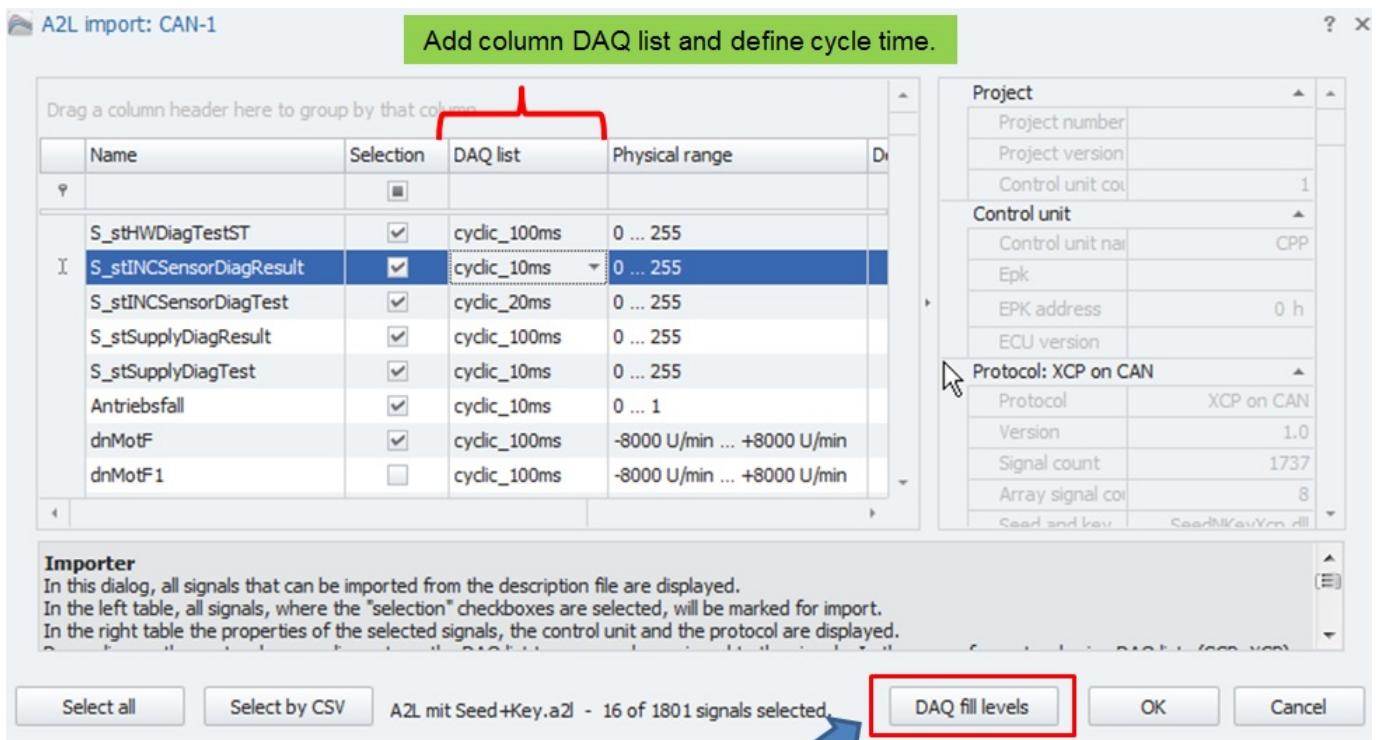 A2L import: CAN-1
? ×
Add column DAQ list and define cycle time.
Drag a column header here to group by that column
Name Selection DAQ list Physical range
S_stHWDiagTestST cyclic_100ms 0 ... 255
S_stINCSensorDiagResult cyclic_10ms 0 ... 255
S_stINCSensorDiagTest cyclic_20ms 0 ... 255
S_stSupplyDiagResult cyclic_100ms 0 ... 255
S_stSupplyDiagTest cyclic_10ms 0 ... 255
Antriebsfall cyclic_10ms 0 ... 1
dnMotF cyclic_100ms -8000 U/min ... +8000 U/min
dnMotF1 cyclic_100ms -8000 U/min ... +8000 U/min
Project
Project number
Project version
Control unit cou 1
Control unit
Control unit nar CPP
Epk
EPK address 0 h
ECU version
Protocol: XCP on CAN
Protocol XCP on CAN
Version 1.0
Signal count 1737
Array signal cou 8
Seed and key SeedNKeyXcp.dll
Importer
In this dialog, all signals that can be imported from the description file are displayed.
In the left table, all signals, where the "selection" checkboxes are selected, will be marked for import.
In the right table the properties of the selected signals, the control unit and the protocol are displayed.
Select all
Select by CSV
A2L mit Seed+Key.a2l - 16 of 1801 signals selected.
DAQ fill levels
OK
Cancel